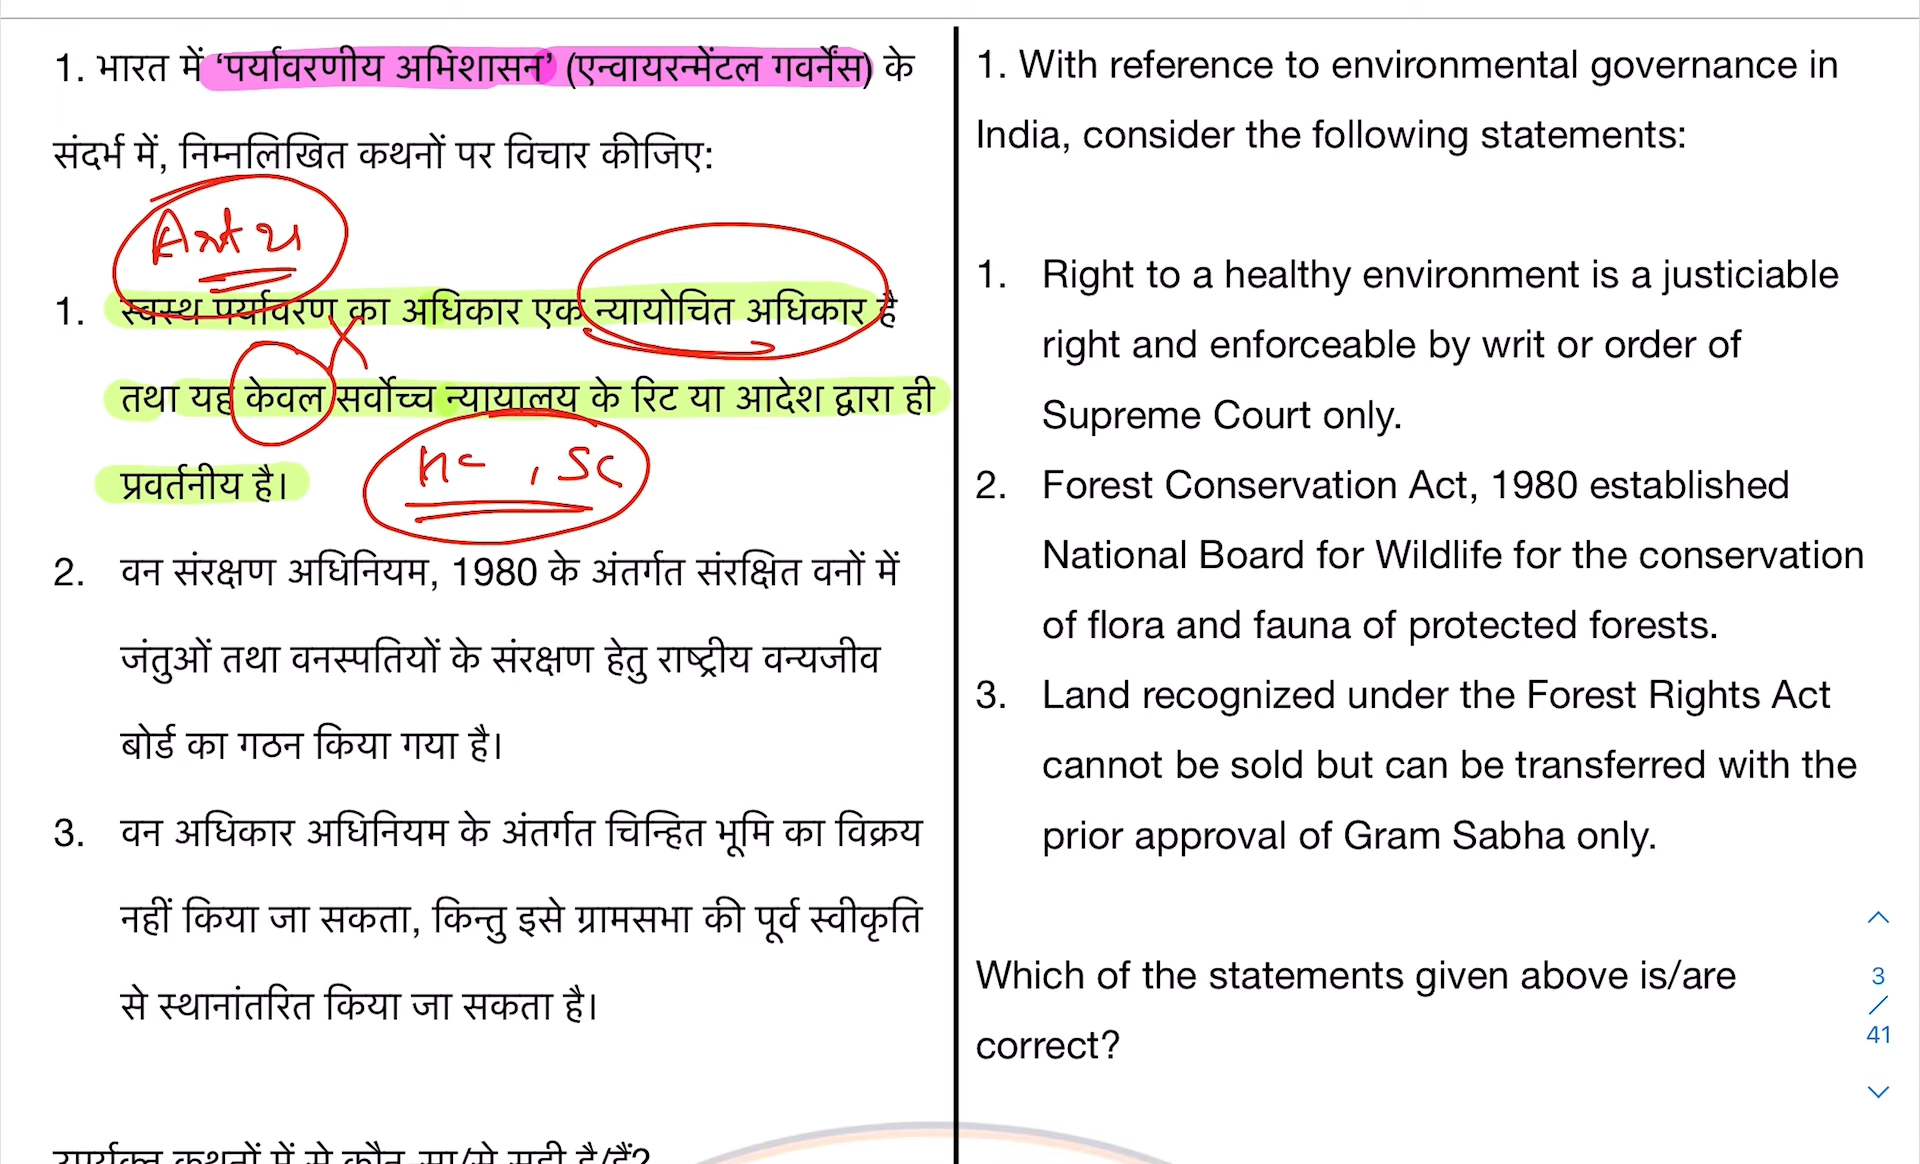 1. भारत में ‘पर्यावरणीय अभिशासन’ (एन्वायरन्मेंटल गवर्नेंस) के
संदर्भ में, निम्नलिखित कथनों पर विचार कीजिए:
Art 21
1. स्वस्थ पर्यावरण का अधिकार एक न्यायोचित अधिकार है
तथा यह केवल सर्वोच्च न्यायालय के रिट या आदेश द्वारा ही
प्रवर्तनीय है।
HC , SC
2. वन संरक्षण अधिनियम, 1980 के अंतर्गत संरक्षित वनों में
जंतुओं तथा वनस्पतियों के संरक्षण हेतु राष्ट्रीय वन्यजीव
बोर्ड का गठन किया गया है।
3. वन अधिकार अधिनियम के अंतर्गत चिन्हित भूमि का विक्रय
नहीं किया जा सकता, किन्तु इसे ग्रामसभा की पूर्व स्वीकृति
से स्थानांतरित किया जा सकता है।
उपर्युक्त कथनों में से कौन-सा/से सही है/हैं?
1. With reference to environmental governance in
India, consider the following statements:
1. Right to a healthy environment is a justiciable
right and enforceable by writ or order of
Supreme Court only.
2. Forest Conservation Act, 1980 established
National Board for Wildlife for the conservation
of flora and fauna of protected forests.
3. Land recognized under the Forest Rights Act
cannot be sold but can be transferred with the
prior approval of Gram Sabha only.
Which of the statements given above is/are
correct?
3
/
41